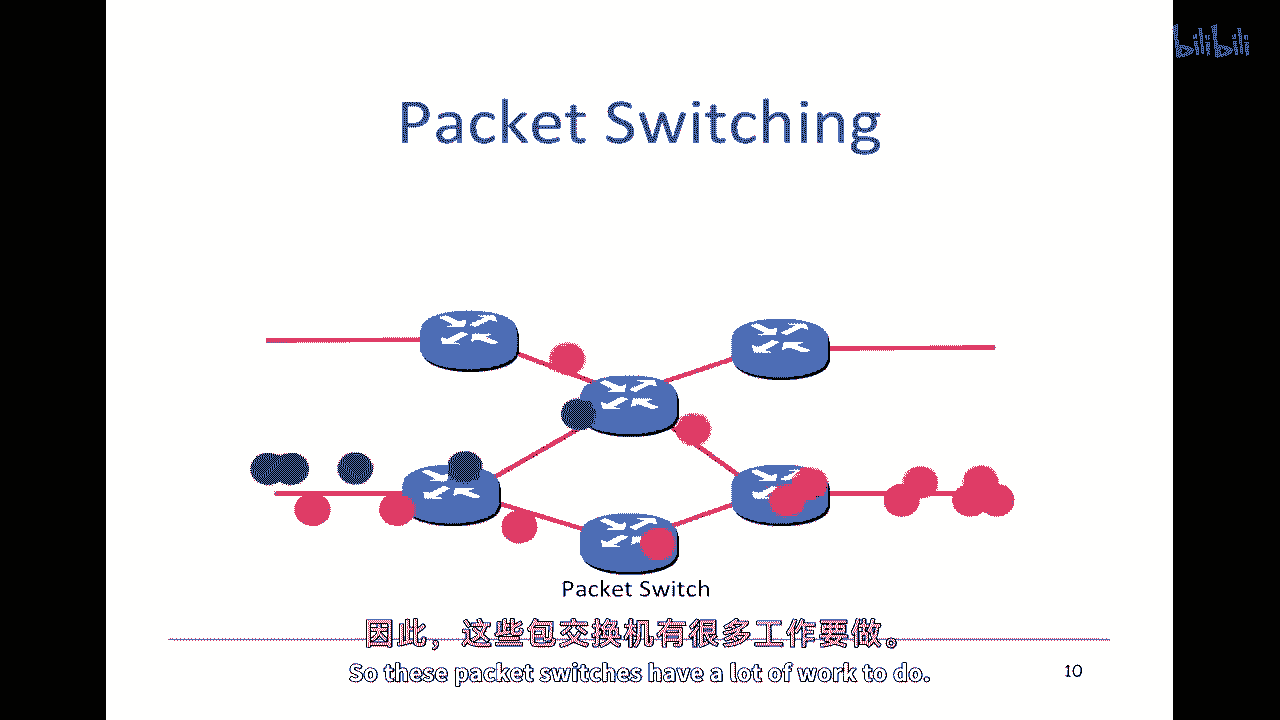 bilibili
Packet Switching
Packet Switch
因此，这些包交换机有很多工作要做。
So these packet switches have a lot of work to do.
10